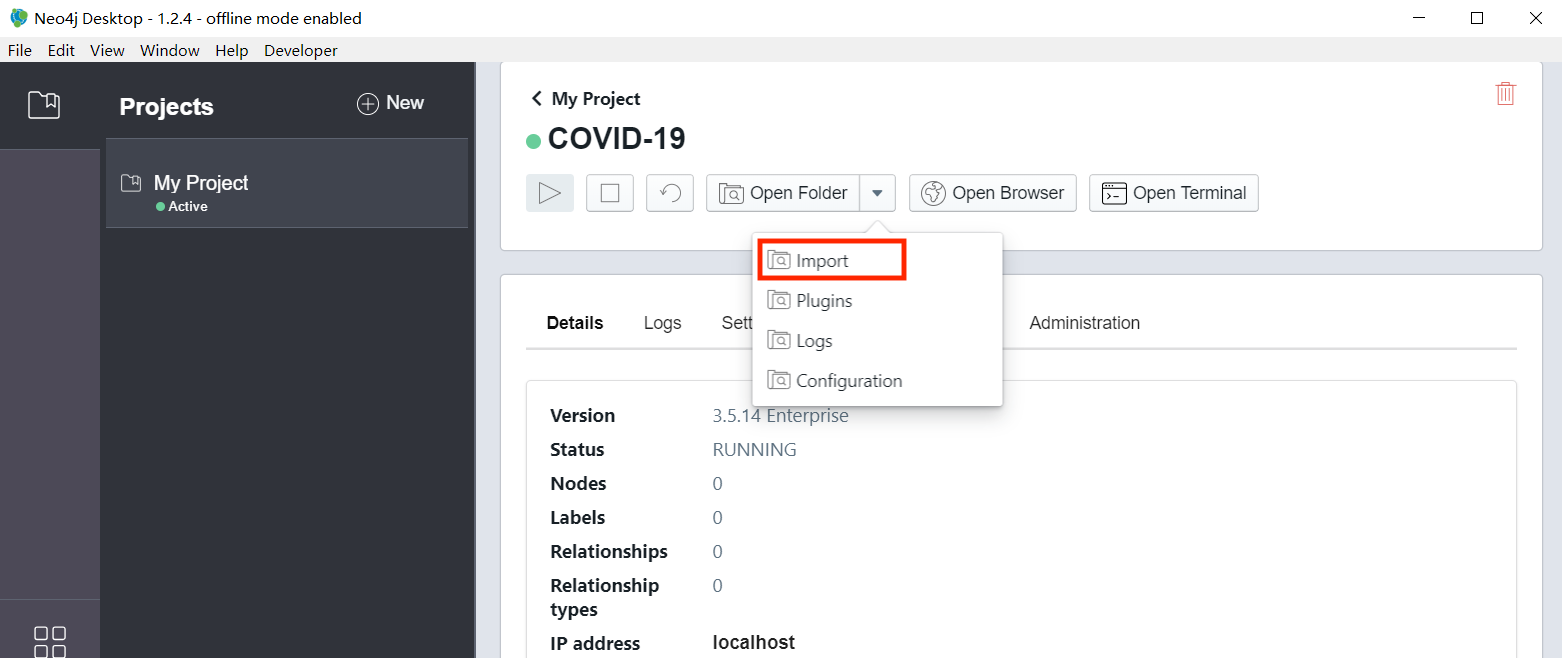 Neo4j Desktop - 1.2.4 - offline mode enabled
File Edit View Window Help Developer
Projects
New
My Project
Active
My Project
COVID-19
Open Folder
Open Browser
Open Terminal
Import
Plugins
Logs
Configuration
Details Logs Sett Administration
Version 3.5.14 Enterprise
Status RUNNING
Nodes 0
Labels 0
Relationships 0
Relationship 0
types
IP address localhost